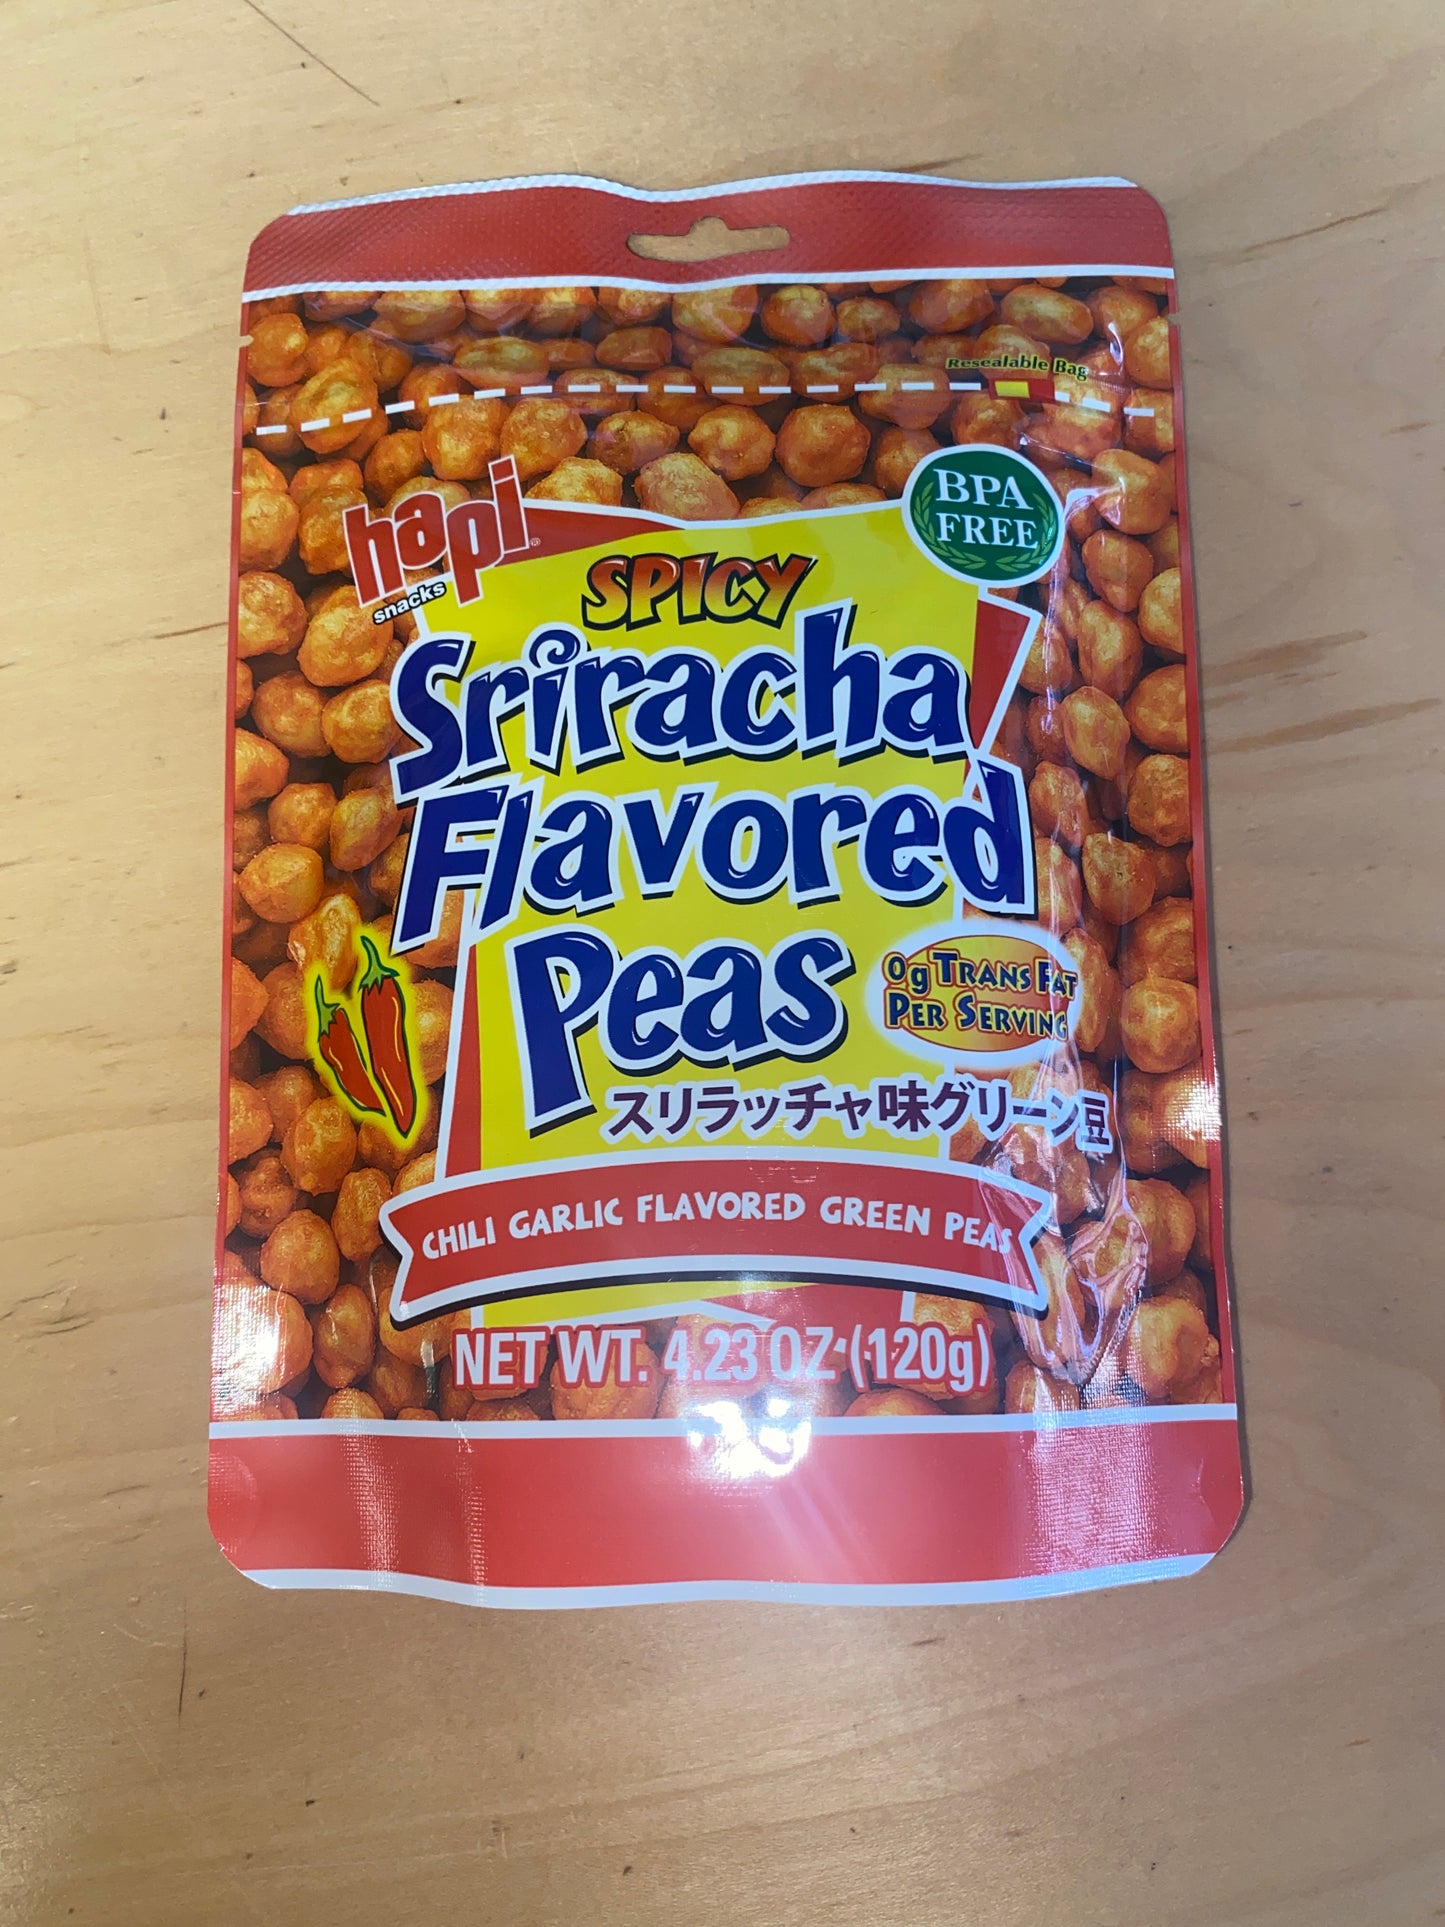 Resealable Bag
hapi®
snacks
BPA
FREE
SPICY
Sriracha
Flavored
Peas
0g TRANS FAT
PER SERVING
スリラッチャ味グリーン豆
CHILI GARLIC FLAVORED GREEN PEAS
NET WT. 4.23 OZ (120g)